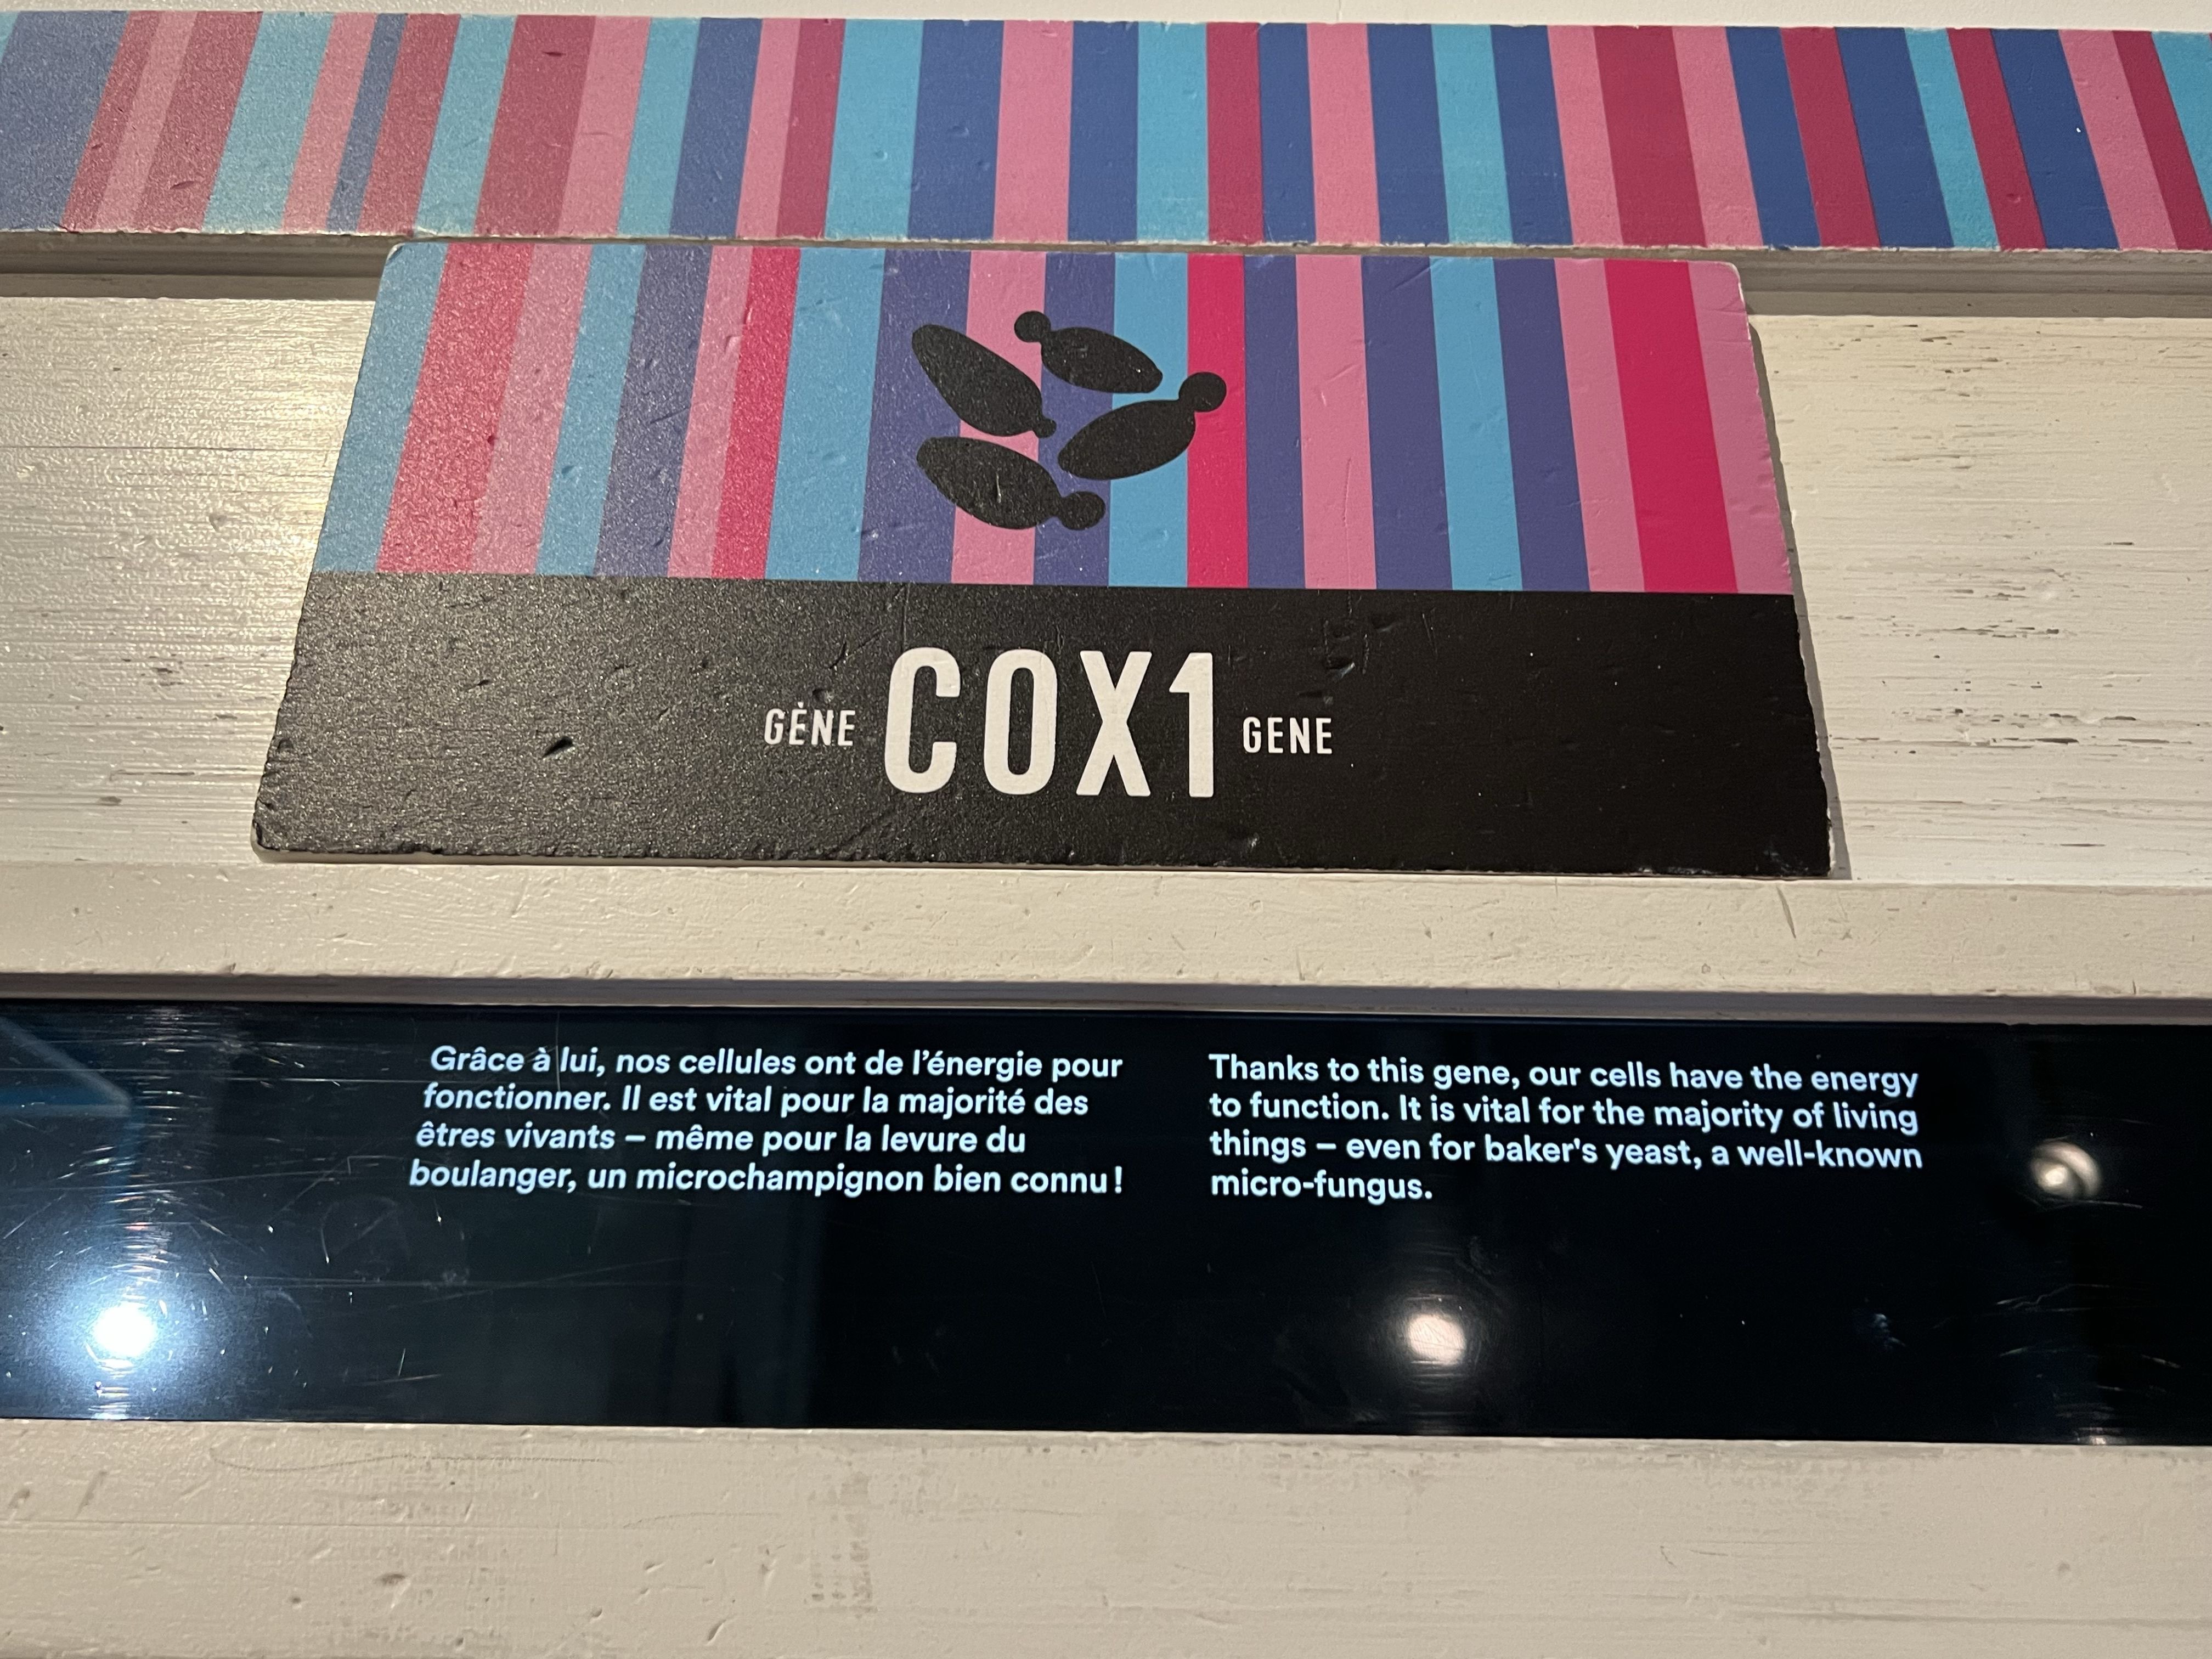 GÈNE COX1 GENE
Grâce à lui, nos cellules ont de l'énergie pour
fonctionner. Il est vital pour la majorité des
êtres vivants – même pour la levure du
boulanger, un microchampignon bien connu !
Thanks to this gene, our cells have the energy
to function. It is vital for the majority of living
things – even for baker's yeast, a well-known
micro-fungus.